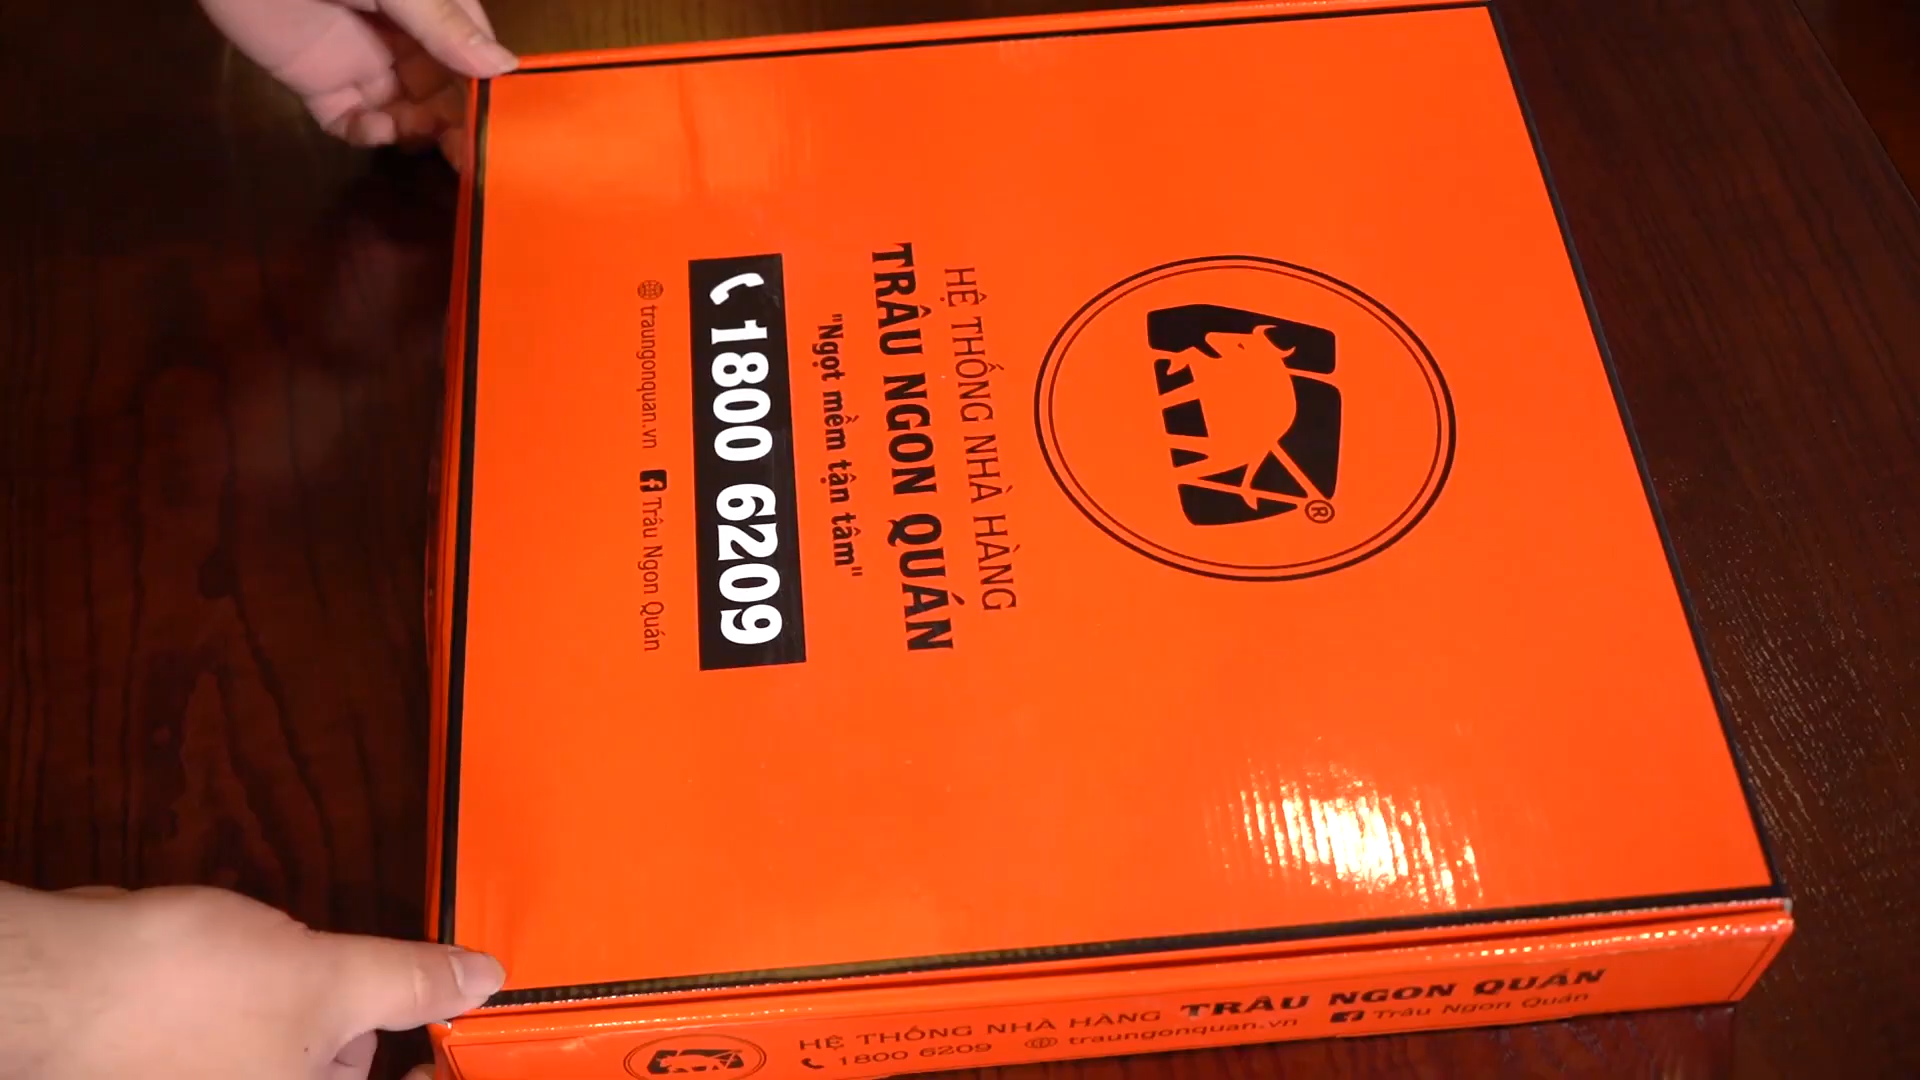 ®
HỆ THỐNG NHÀ HÀNG
TRÂU NGON QUÁN
"Ngọt mềm tận tâm"
1800 6209
traungonquan.vn Trâu Ngon Quán
HỆ THỐNG NHÀ HÀNG TRÂU NGON QUÁN
1800 6209 traungonquan.vn Trâu Ngon Quán